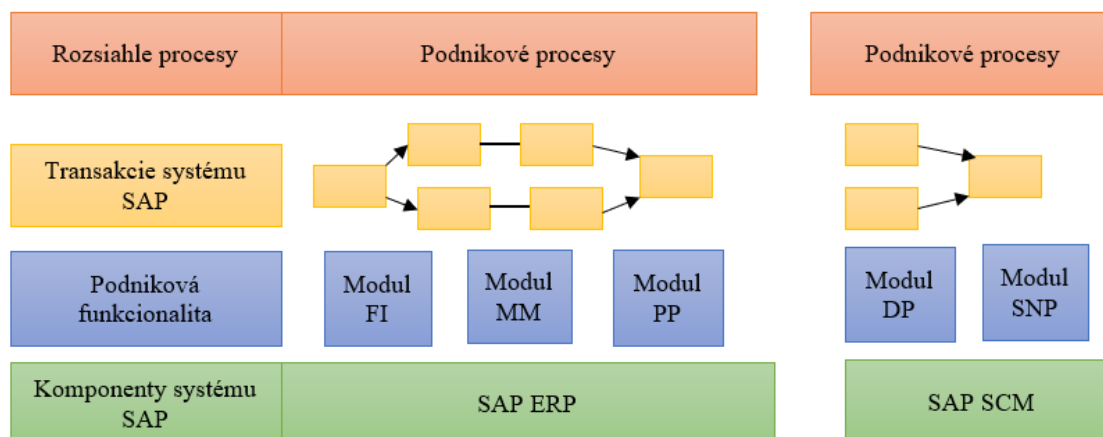 Rozsiahle procesy
Podnikové procesy
Podnikové procesy
Transakcie systému
SAP
Podniková
funkcionalita
Modul
FI
Modul
MM
Modul
PP
Modul
DP
Modul
SNP
Komponenty systému
SAP
SAP ERP
SAP SCM